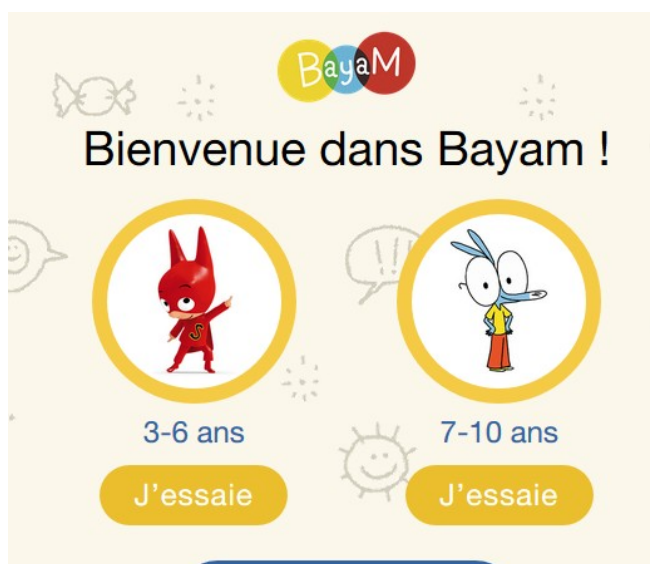 BayaM
Bienvenue dans Bayam !
S
3-6 ans
7-10 ans
J'essaie
J'essaie